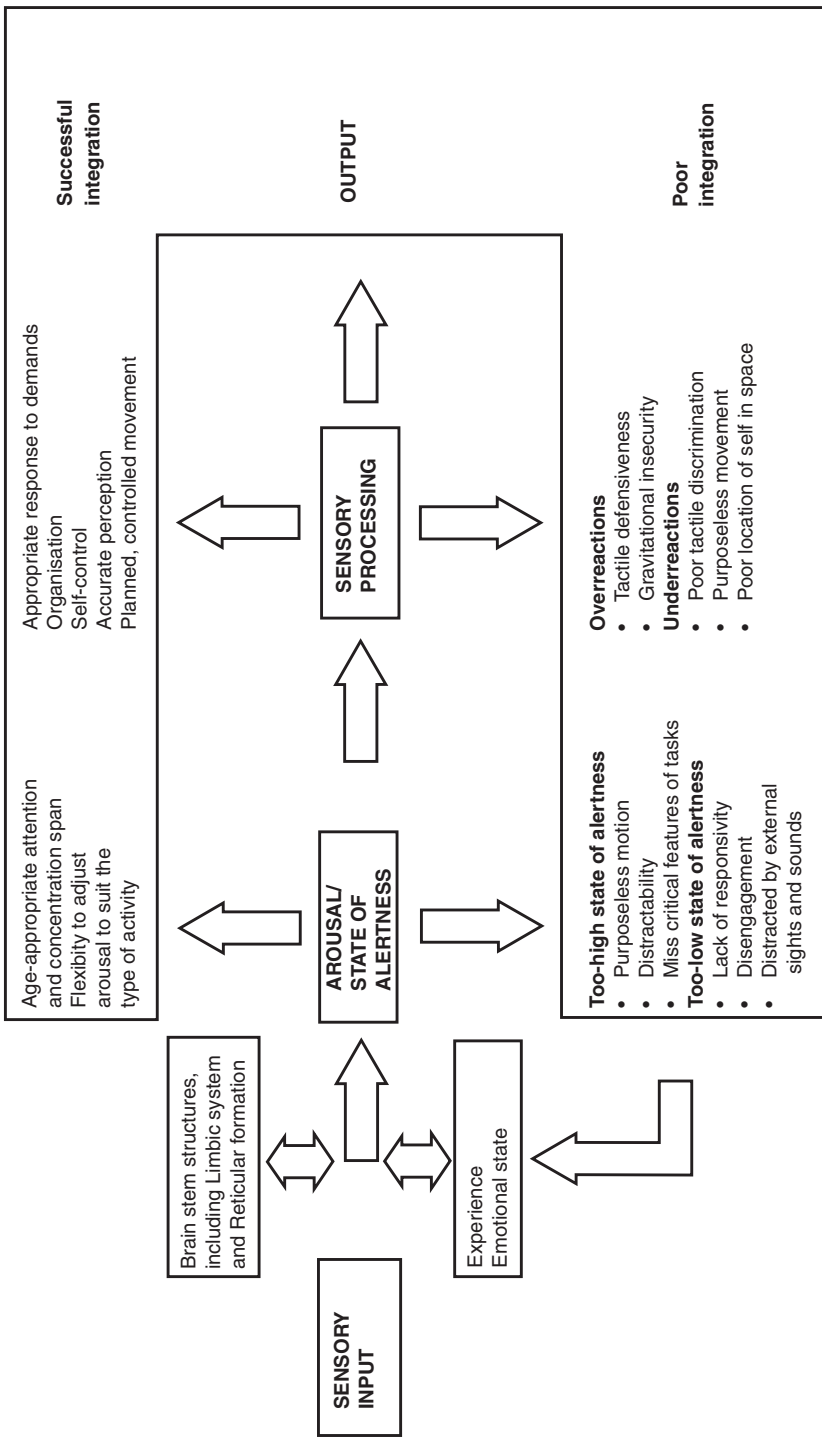 SENSORY
INPUT
Brain stem structures,
including Limbic system
and Reticular formation
Experience
Emotional state
AROUSAL/
STATE OF
ALERTNESS
Age-appropriate attention
and concentration span
Flexibity to adjust
arousal to suit the
type of activity
Too-high state of alertness
• Purposeless motion
• Distractability
• Miss critical features of tasks
Too-low state of alertness
• Lack of responsivity
• Disengagement
• Distracted by external
sights and sounds
SENSORY
PROCESSING
Appropriate response to demands
Organisation
Self-control
Accurate perception
Planned, controlled movement
Overreactions
• Tactile defensiveness
• Gravitational insecurity
Underreactions
• Poor tactile discrimination
• Purposeless movement
• Poor location of self in space
Successful
integration
OUTPUT
Poor
integration